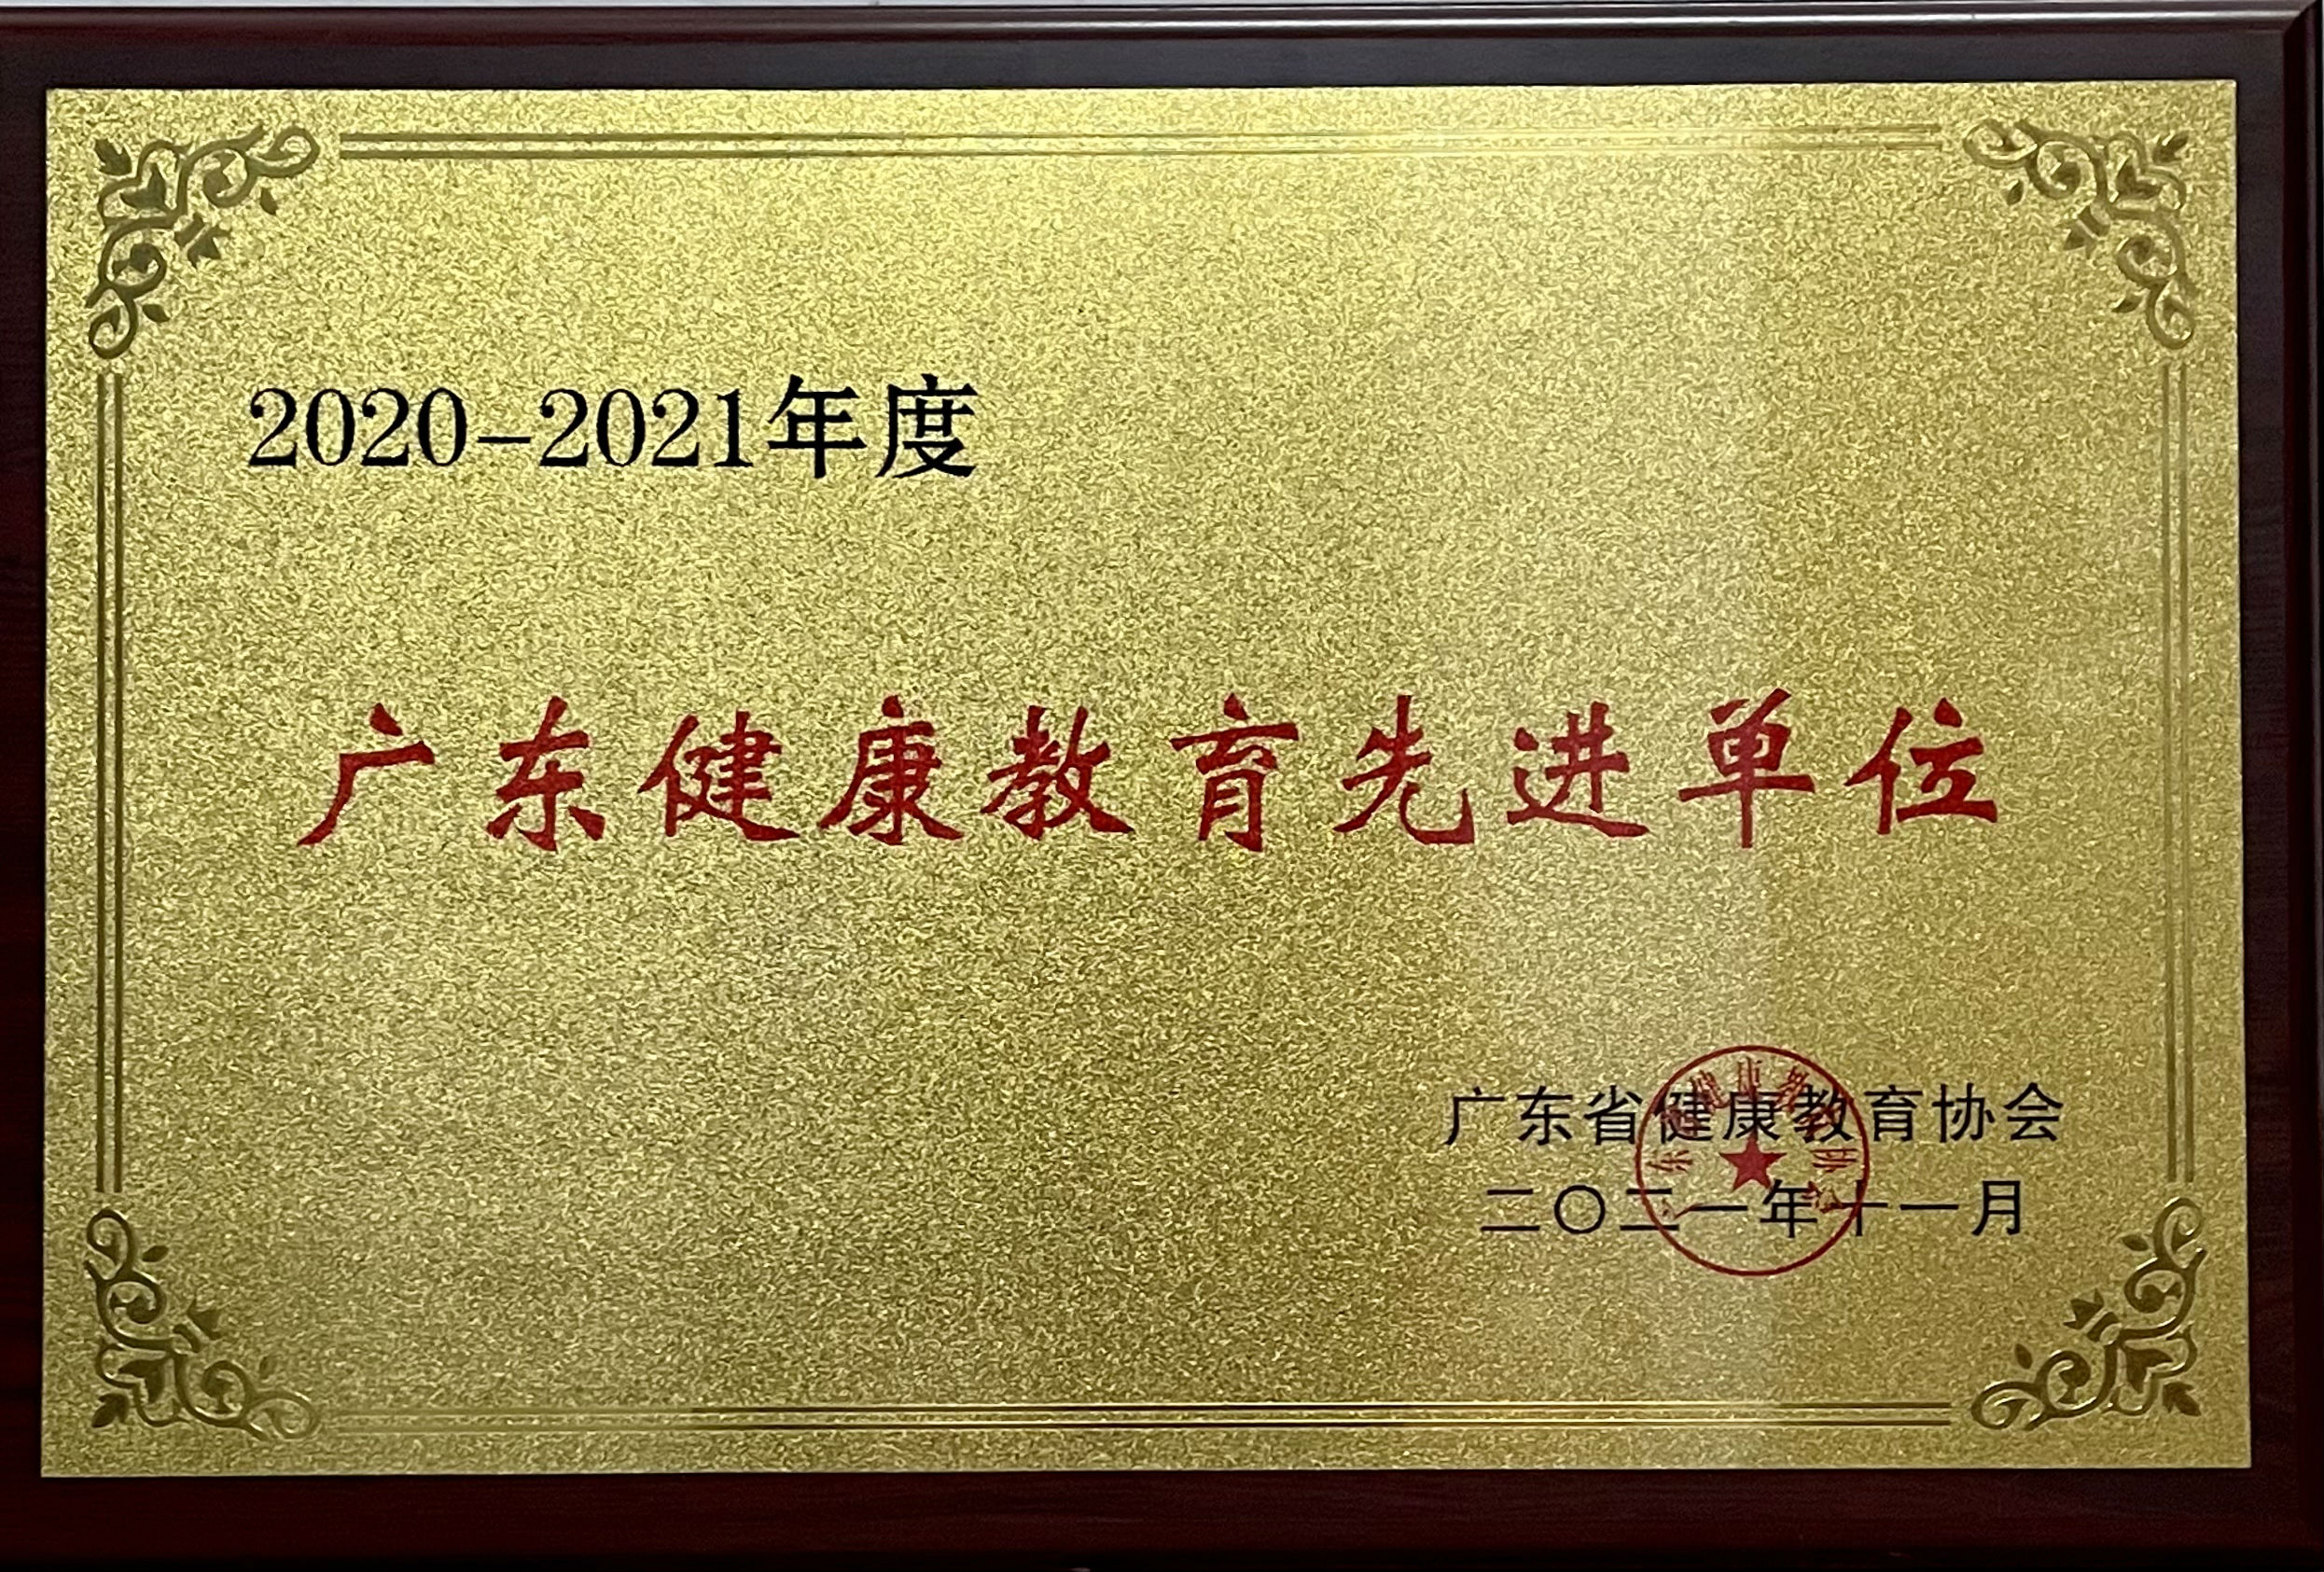 2020-2021年度
广东健康教育先进单位
广东省健康教育协会
二〇二一年十一月